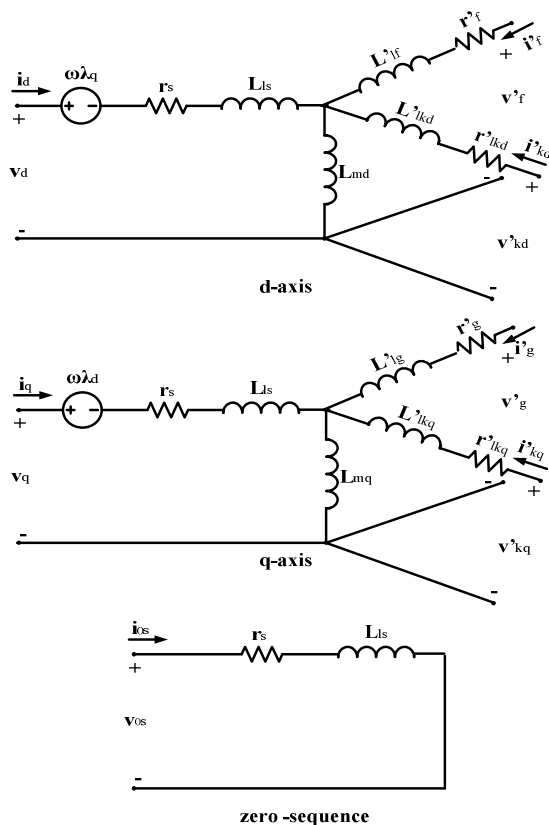 id ωλq rs Lls L'lf r'f i'f
+ + - + v'f
L'lkd r'lkd i'kd
vd Lmd - +
- v'kd
-
d-axis
iq ωλd rs Lls L'lg r'g i'g
+ + - + v'g
L'lkq r'lkq i'kq
vq Lmq - +
- v'kq
-
q-axis
i0s rs Lls
+
v0s
-
zero -sequence